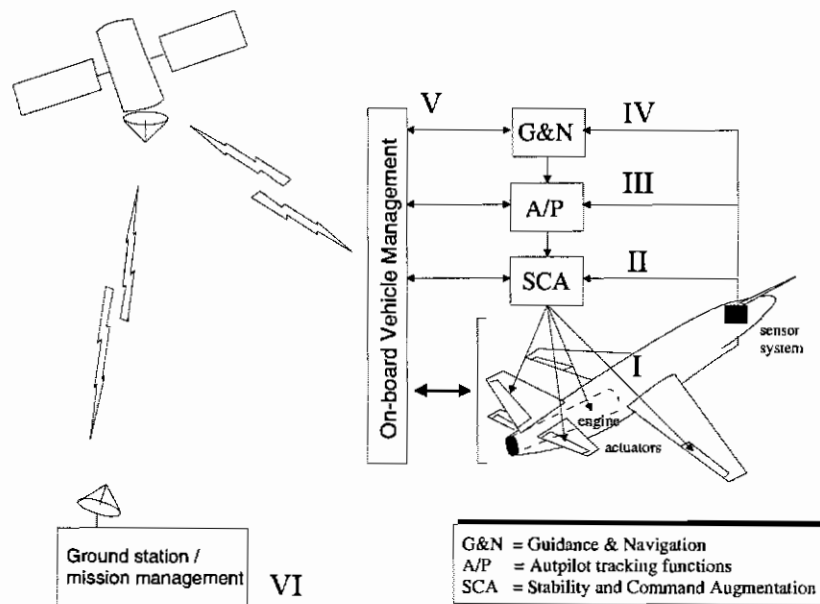 V
IV
G&N
III
A/P
II
SCA
On-board Vehicle Management
sensor
system
I
engine
actuators
Ground station /
mission management
VI
G&N = Guidance & Navigation
A/P = Autpilot tracking functions
SCA = Stability and Command Augmentation